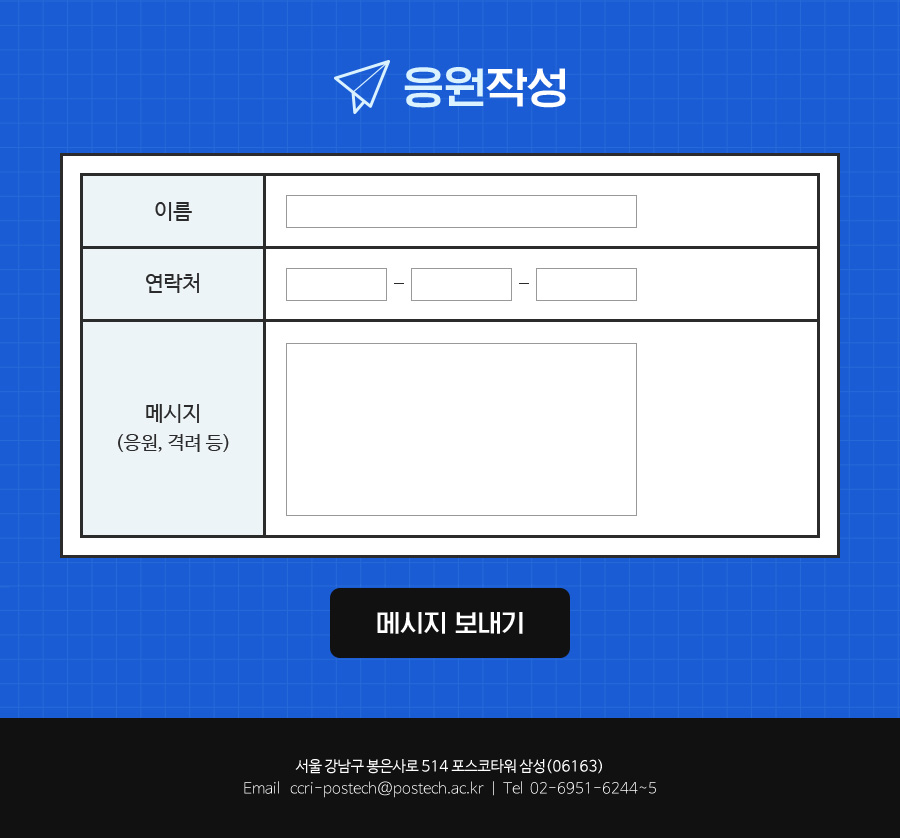 응원작성
이름
연락처
– –
메시지
(응원, 격려 등)
메시지 보내기
서울 강남구 봉은사로 514 포스코타워 삼성(06163)
Email ccri-postech@postech.ac.kr | Tel 02-6951-6244~5